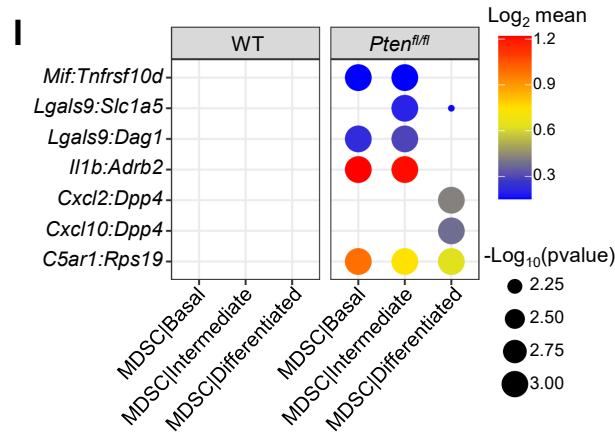 I
WT
Pten^fl/fl
Mif:Tnfrsf10d
Lgals9:Slc1a5
Lgals9:Dag1
Il1b:Adrb2
Cxcl2:Dpp4
Cxcl10:Dpp4
C5ar1:Rps19
MDSC|Basal
MDSC|Intermediate
MDSC|Differentiated
MDSC|Basal
MDSC|Intermediate
MDSC|Differentiated
Log₂ mean
1.2
0.9
0.6
0.3
-Log₁₀(pvalue)
2.25
2.50
2.75
3.00